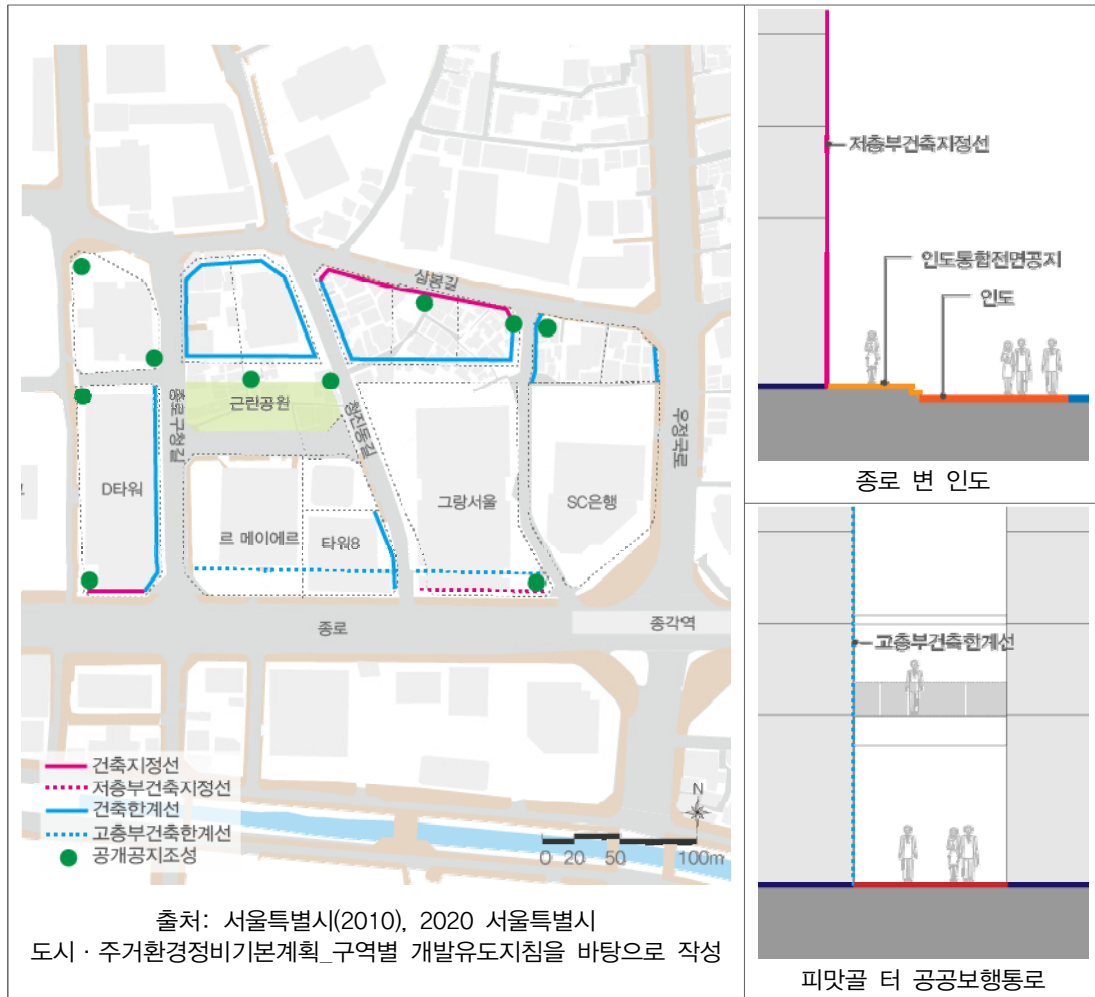 삼봉길
종로구청길
근란공원
청진동길
우정국로
D타워
그랑서울
SC은행
르 메이에르
타워8
종로
종각역
건축지정선
저층부건축지정선
건축한계선
고층부건축한계선
공개공지조성
N
0 20 50 100m
출처: 서울특별시(2010), 2020 서울특별시
도시 · 주거환경정비기본계획_구역별 개발유도지침을 바탕으로 작성
저층부건축지정선
인도통합전면공지
인도
종로 변 인도
고층부건축한계선
피맛골 터 공공보행통로